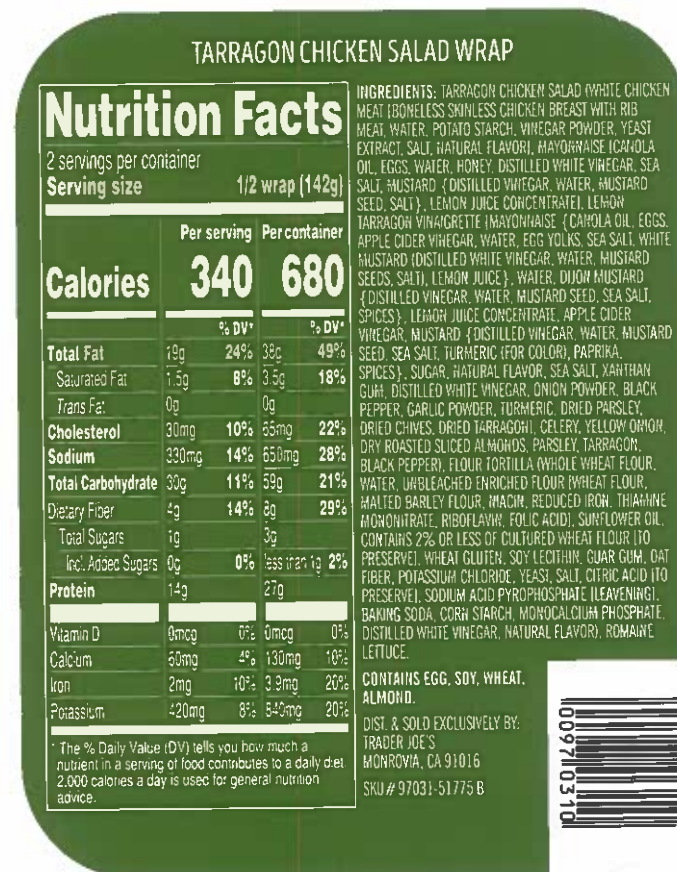 TARRAGON CHICKEN SALAD WRAP
Nutrition Facts
2 servings per container
Serving size 1/2 wrap (142g)
Per serving Per container
Calories 340 680
% DV* % DV*
Total Fat 19g 24% 38g 49%
Saturated Fat 1.5g 8% 3.5g 18%
Trans Fat 0g 0g
Cholesterol 30mg 10% 65mg 22%
Sodium 330mg 14% 650mg 28%
Total Carbohydrate 30g 11% 59g 21%
Dietary Fiber 4g 14% 8g 29%
Total Sugars 1g 3g
Incl. Added Sugars 0g 0% less than 1g 2%
Protein 14g 27g
Vitamin D 0mcg 0% 0mcg 0%
Calcium 60mg 4% 130mg 10%
Iron 2mg 10% 3.9mg 20%
Potassium 420mg 8% 840mg 20%
* The % Daily Value (DV) tells you how much a
nutrient in a serving of food contributes to a daily diet.
2,000 calories a day is used for general nutrition
advice.
INGREDIENTS: TARRAGON CHICKEN SALAD (WHITE CHICKEN
MEAT [BONELESS SKINLESS CHICKEN BREAST WITH RIB
MEAT, WATER, POTATO STARCH, VINEGAR POWDER, YEAST
EXTRACT, SALT, NATURAL FLAVOR], MAYONNAISE [CANOLA
OIL, EGGS, WATER, HONEY, DISTILLED WHITE VINEGAR, SEA
SALT, MUSTARD {DISTILLED VINEGAR, WATER, MUSTARD
SEED, SALT}, LEMON JUICE CONCENTRATE], LEMON
TARRAGON VINAIGRETTE [MAYONNAISE {CANOLA OIL, EGGS,
APPLE CIDER VINEGAR, WATER, EGG YOLKS, SEA SALT, WHITE
MUSTARD (DISTILLED WHITE VINEGAR, WATER, MUSTARD
SEEDS, SALT), LEMON JUICE}, WATER, DIJON MUSTARD
{DISTILLED VINEGAR, WATER, MUSTARD SEED, SEA SALT,
SPICES}, LEMON JUICE CONCENTRATE, APPLE CIDER
VINEGAR, MUSTARD {DISTILLED VINEGAR, WATER, MUSTARD
SEED, SEA SALT, TURMERIC (FOR COLOR), PAPRIKA,
SPICES}, SUGAR, NATURAL FLAVOR, SEA SALT, XANTHAN
GUM, DISTILLED WHITE VINEGAR, ONION POWDER, BLACK
PEPPER, GARLIC POWDER, TURMERIC, DRIED PARSLEY,
DRIED CHIVES, DRIED TARRAGON], CELERY, YELLOW ONION,
DRY ROASTED SLICED ALMONDS, PARSLEY, TARRAGON,
BLACK PEPPER), FLOUR TORTILLA (WHOLE WHEAT FLOUR,
WATER, UNBLEACHED ENRICHED FLOUR [WHEAT FLOUR,
MALTED BARLEY FLOUR, NIACIN, REDUCED IRON, THIAMINE
MONONITRATE, RIBOFLAVIN, FOLIC ACID], SUNFLOWER OIL,
CONTAINS 2% OR LESS OF CULTURED WHEAT FLOUR [TO
PRESERVE], WHEAT GLUTEN, SOY LECITHIN, GUAR GUM, OAT
FIBER, POTASSIUM CHLORIDE, YEAST, SALT, CITRIC ACID [TO
PRESERVE], SODIUM ACID PYROPHOSPHATE [LEAVENING],
BAKING SODA, CORN STARCH, MONOCALCIUM PHOSPHATE,
DISTILLED WHITE VINEGAR, NATURAL FLAVOR), ROMAINE
LETTUCE.
CONTAINS EGG, SOY, WHEAT,
ALMOND.
DIST. & SOLD EXCLUSIVELY BY:
TRADER JOE'S
MONROVIA, CA 91016
SKU# 97031-51775 B
0097 0310